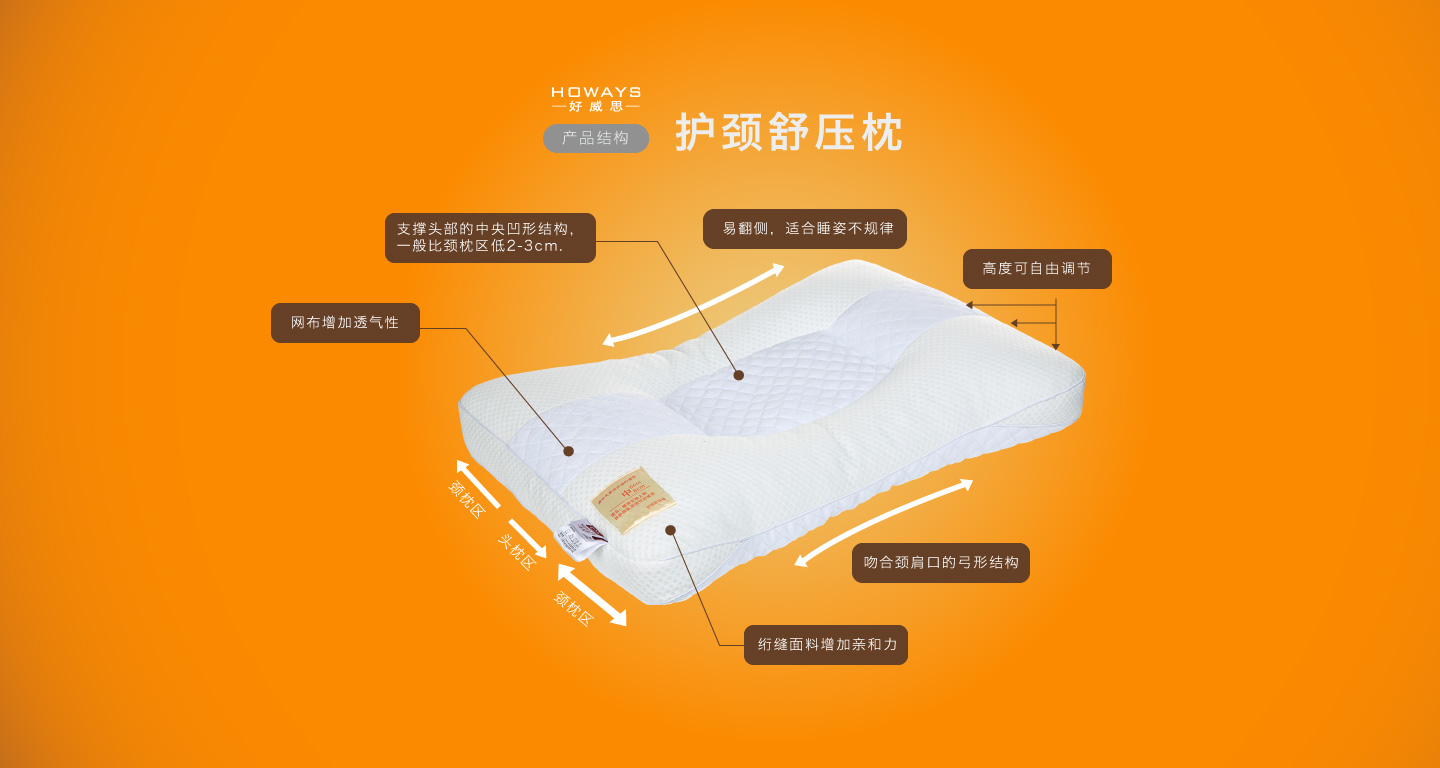 HOWAYS
好威思
产品结构
护颈舒压枕
支撑头部的中央凹形结构,
一般比颈枕区低2-3cm.
易翻侧，适合睡姿不规律
高度可自由调节
网布增加透气性
颈枕区
头枕区
颈枕区
中
吻合颈肩口的弓形结构
绗缝面料增加亲和力